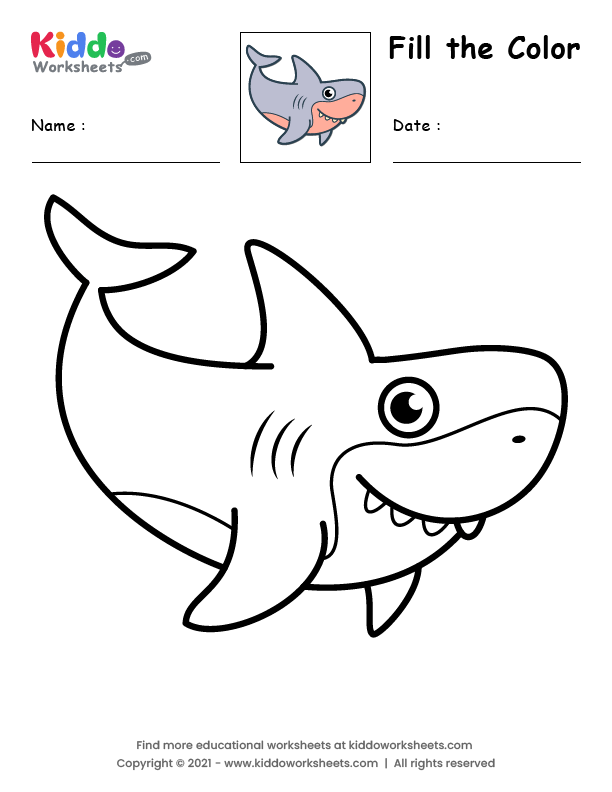 Kiddo
Worksheets .com
Fill the Color
Name :
Date :
Find more educational worksheets at kiddoworksheets.com
Copyright © 2021 - www.kiddoworksheets.com | All rights reserved